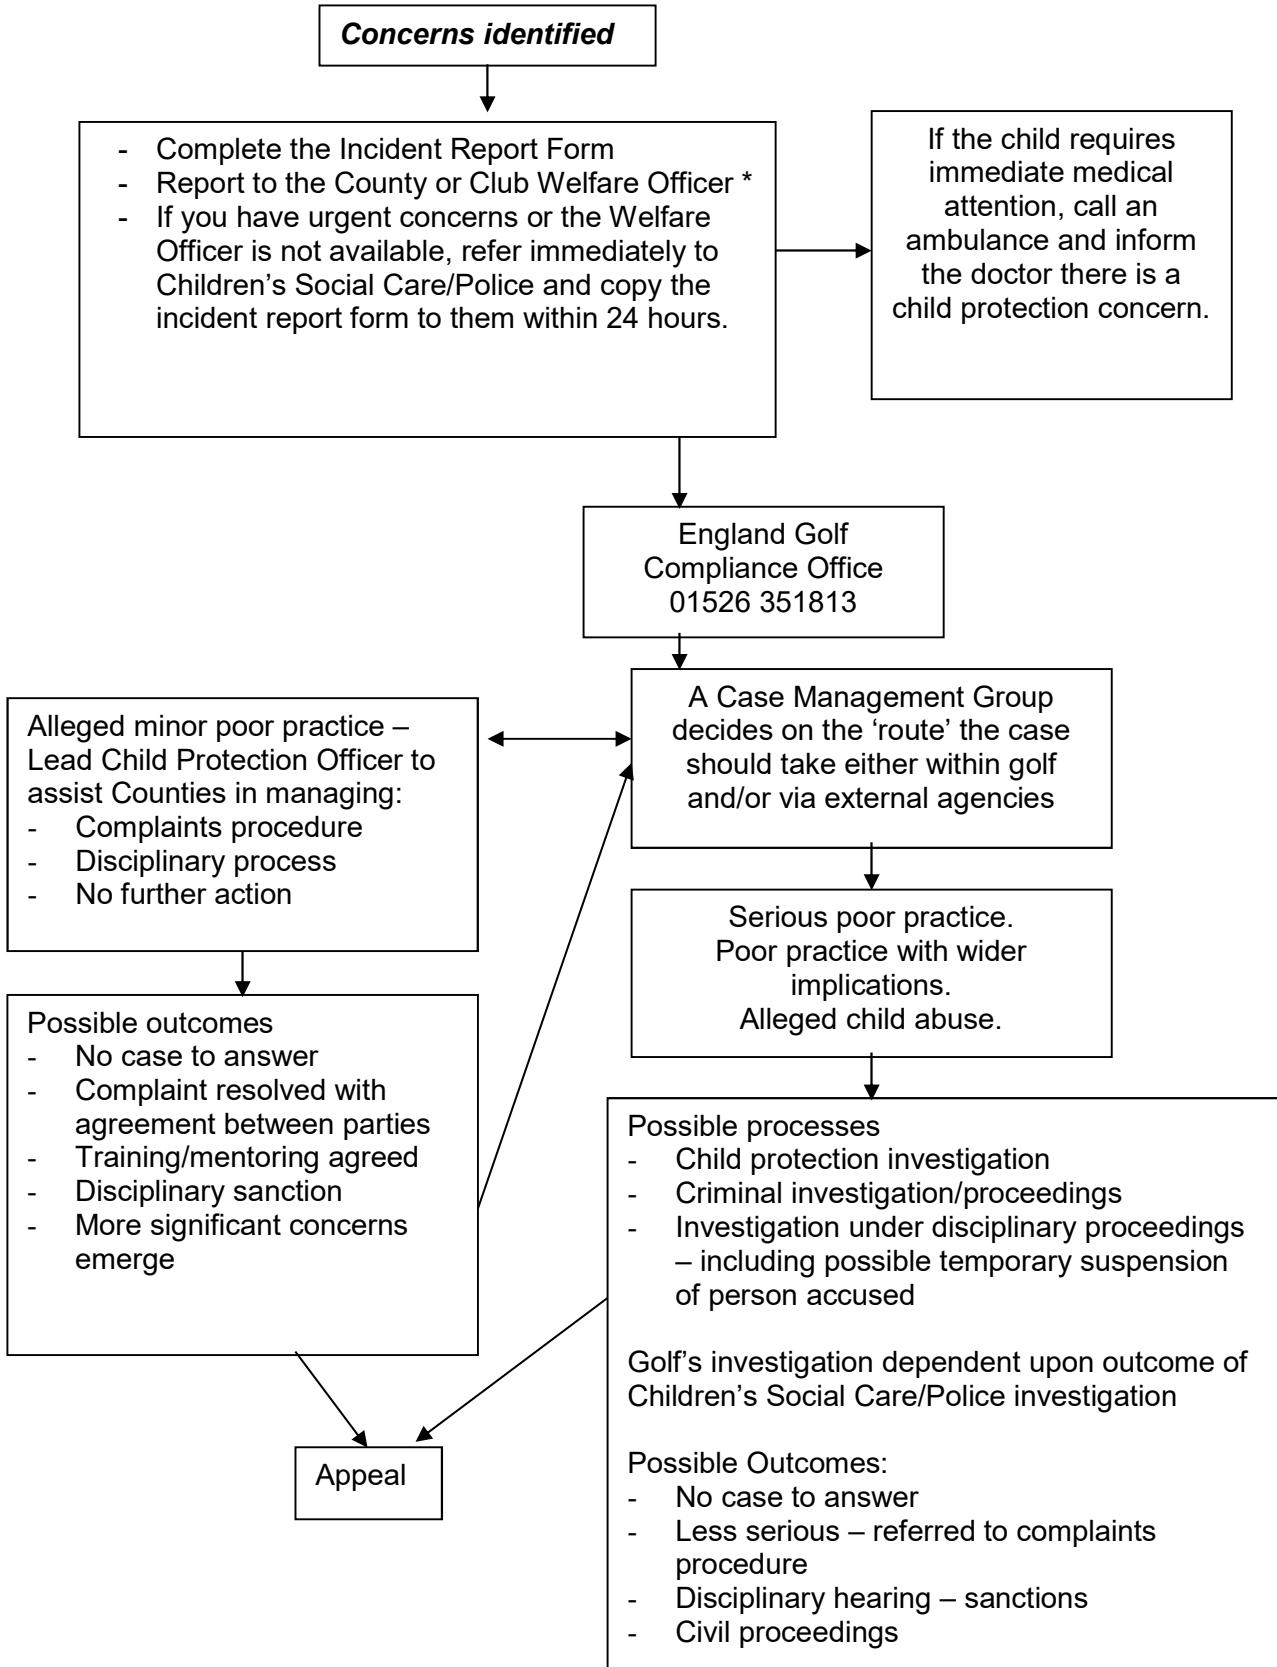 Concerns identified
- Complete the Incident Report Form
- Report to the County or Club Welfare Officer *
- If you have urgent concerns or the Welfare
Officer is not available, refer immediately to
Children’s Social Care/Police and copy the
incident report form to them within 24 hours.
If the child requires
immediate medical
attention, call an
ambulance and inform
the doctor there is a
child protection concern.
England Golf
Compliance Office
01526 351813
A Case Management Group
decides on the ‘route’ the case
should take either within golf
and/or via external agencies
Alleged minor poor practice –
Lead Child Protection Officer to
assist Counties in managing:
- Complaints procedure
- Disciplinary process
- No further action
Serious poor practice.
Poor practice with wider
implications.
Alleged child abuse.
Possible outcomes
- No case to answer
- Complaint resolved with
agreement between parties
- Training/mentoring agreed
- Disciplinary sanction
- More significant concerns
emerge
Possible processes
- Child protection investigation
- Criminal investigation/proceedings
- Investigation under disciplinary proceedings
– including possible temporary suspension
of person accused
Golf’s investigation dependent upon outcome of
Children’s Social Care/Police investigation
Possible Outcomes:
- No case to answer
- Less serious – referred to complaints
procedure
- Disciplinary hearing – sanctions
- Civil proceedings
Appeal